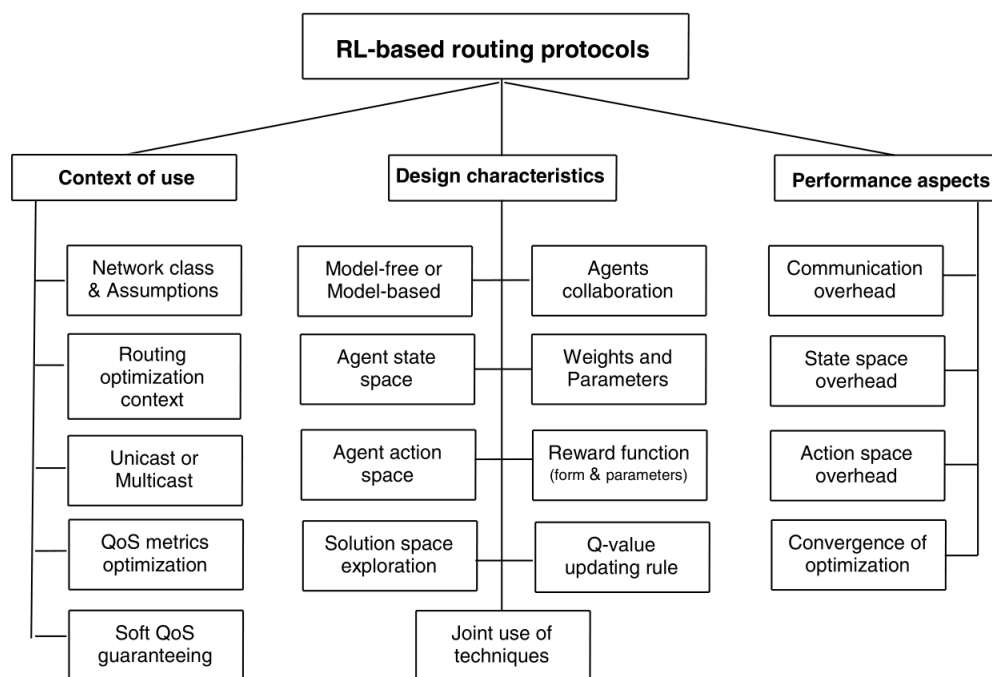 RL-based routing protocols
Context of use
Design characteristics
Performance aspects
Network class
& Assumptions
Routing
optimization
context
Unicast or
Multicast
QoS metrics
optimization
Soft QoS
guaranteeing
Model-free or
Model-based
Agents
collaboration
Agent state
space
Weights and
Parameters
Agent action
space
Reward function
(form & parameters)
Solution space
exploration
Q-value
updating rule
Joint use of
techniques
Communication
overhead
State space
overhead
Action space
overhead
Convergence of
optimization